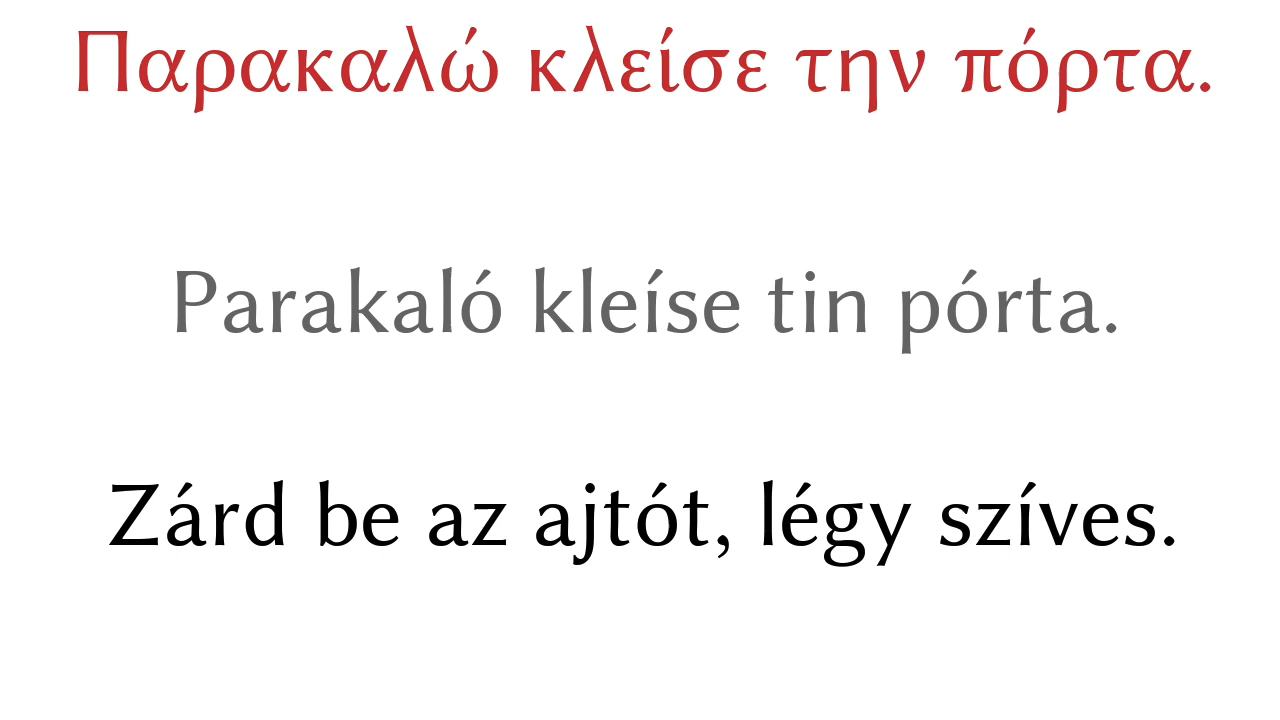 Παρακαλώ κλείσε την πόρτα.
Parakaló kleíse tin pórta.
Zárd be az ajtót, légy szíves.